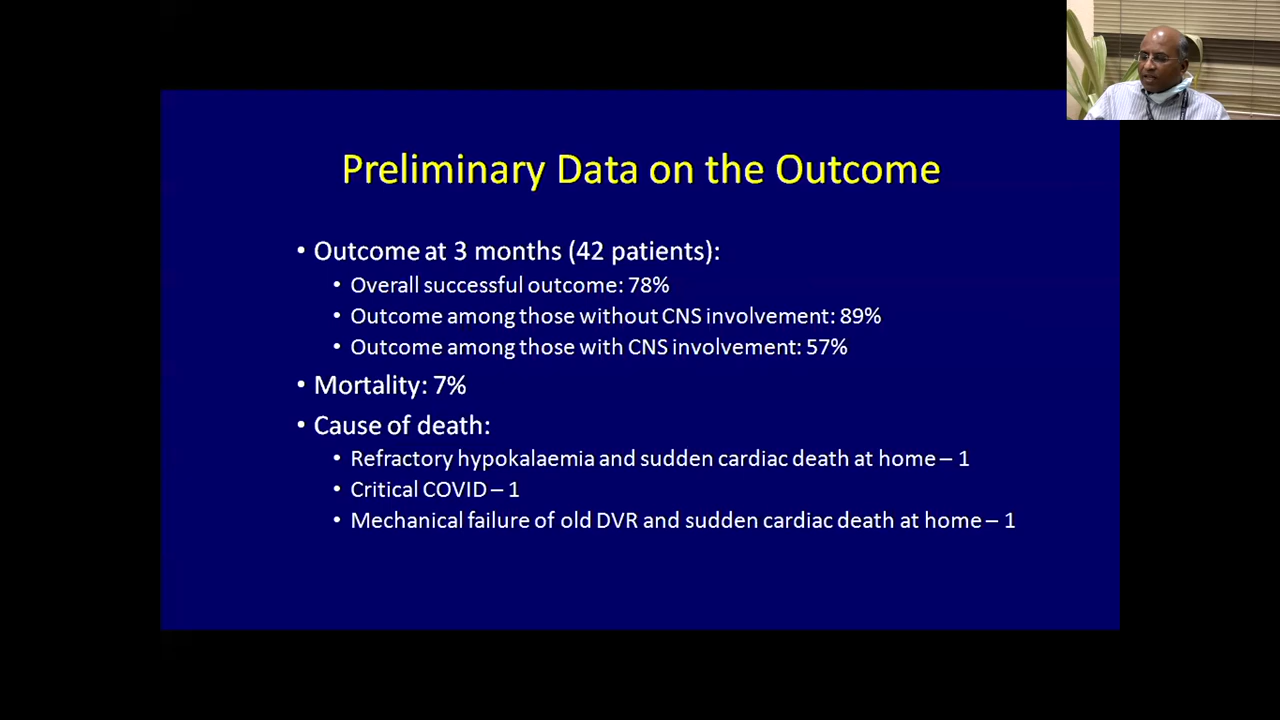 Preliminary Data on the Outcome
• Outcome at 3 months (42 patients):
• Overall successful outcome: 78%
• Outcome among those without CNS involvement: 89%
• Outcome among those with CNS involvement: 57%
• Mortality: 7%
• Cause of death:
• Refractory hypokalaemia and sudden cardiac death at home – 1
• Critical COVID – 1
• Mechanical failure of old DVR and sudden cardiac death at home – 1